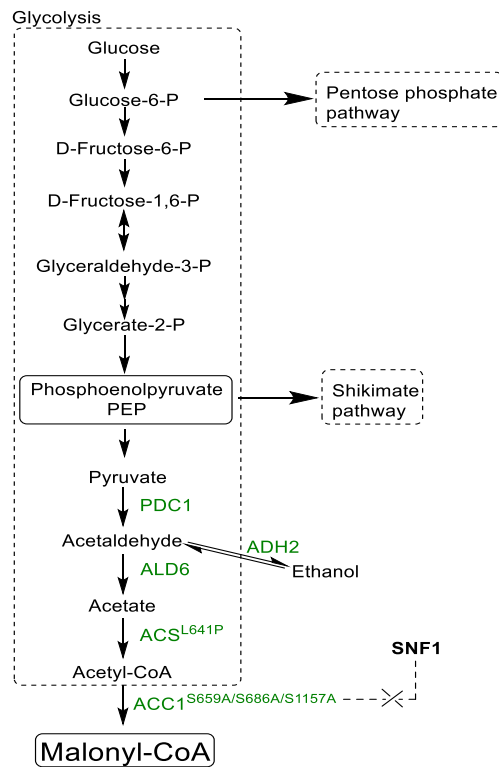 Glycolysis
Glucose
Glucose-6-P
Pentose phosphate
pathway
D-Fructose-6-P
D-Fructose-1,6-P
Glyceraldehyde-3-P
Glycerate-2-P
Phosphoenolpyruvate
PEP
Shikimate
pathway
Pyruvate
PDC1
Acetaldehyde
ADH2
Ethanol
ALD6
Acetate
ACS^L641P
SNF1
Acetyl-CoA
ACC1^S659A/S686A/S1157A
Malonyl-CoA